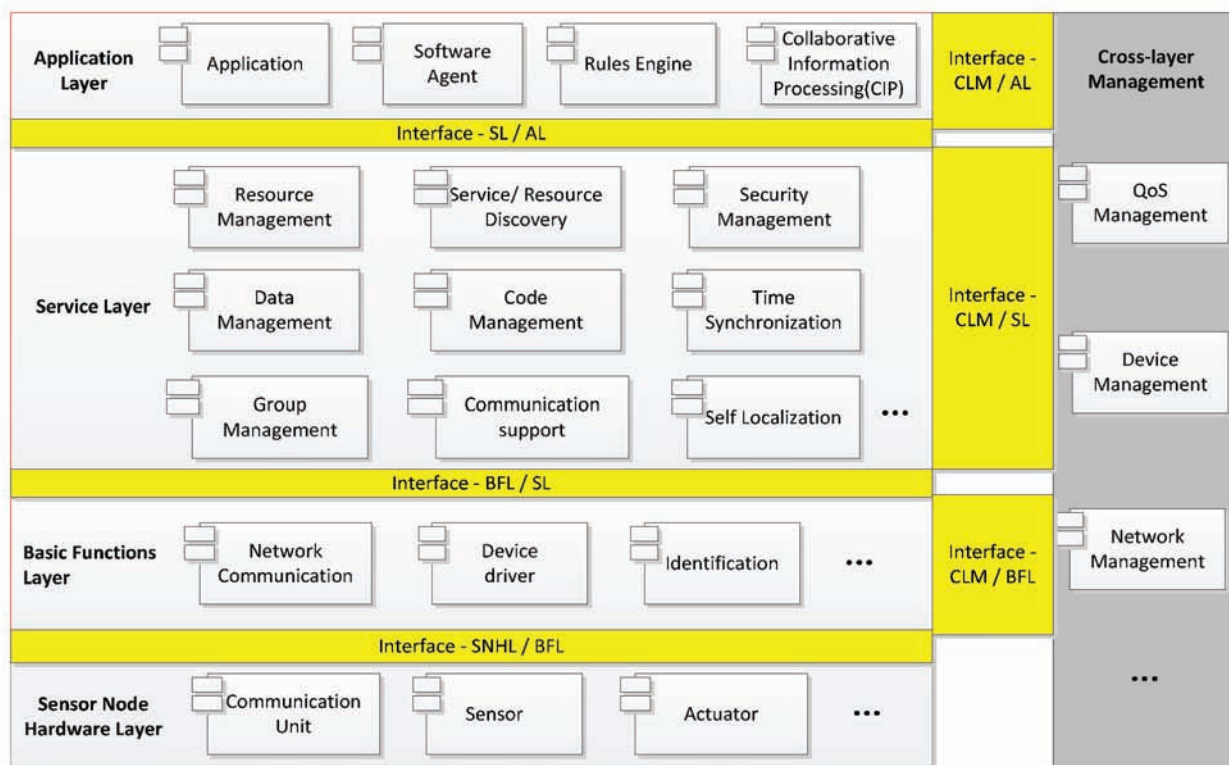 Application
Layer
Application
Software
Agent
Rules Engine
Collaborative
Information
Processing(CIP)
Interface -
CLM / AL
Cross-layer
Management
Interface - SL / AL
Service Layer
Resource
Management
Service/ Resource
Discovery
Security
Management
Data
Management
Code
Management
Time
Synchronization
Group
Management
Communication
support
Self Localization
...
Interface -
CLM / SL
QoS
Management
Device
Management
Interface - BFL / SL
Basic Functions
Layer
Network
Communication
Device
driver
Identification
...
Interface -
CLM / BFL
Network
Management
Interface - SNHL / BFL
Sensor Node
Hardware Layer
Communication
Unit
Sensor
Actuator
...
...